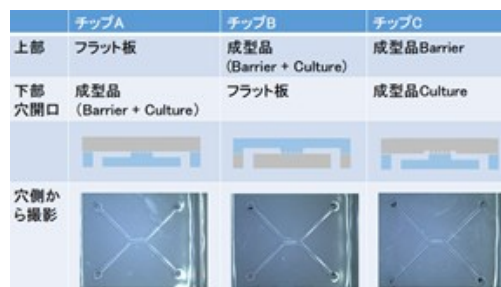 チップA チップB チップC
上部 フラット板 成型品 成型品Barrier
(Barrier + Culture)
下部 成型品 フラット板 成型品Culture
穴開口 (Barrier + Culture)
穴側か
ら撮影